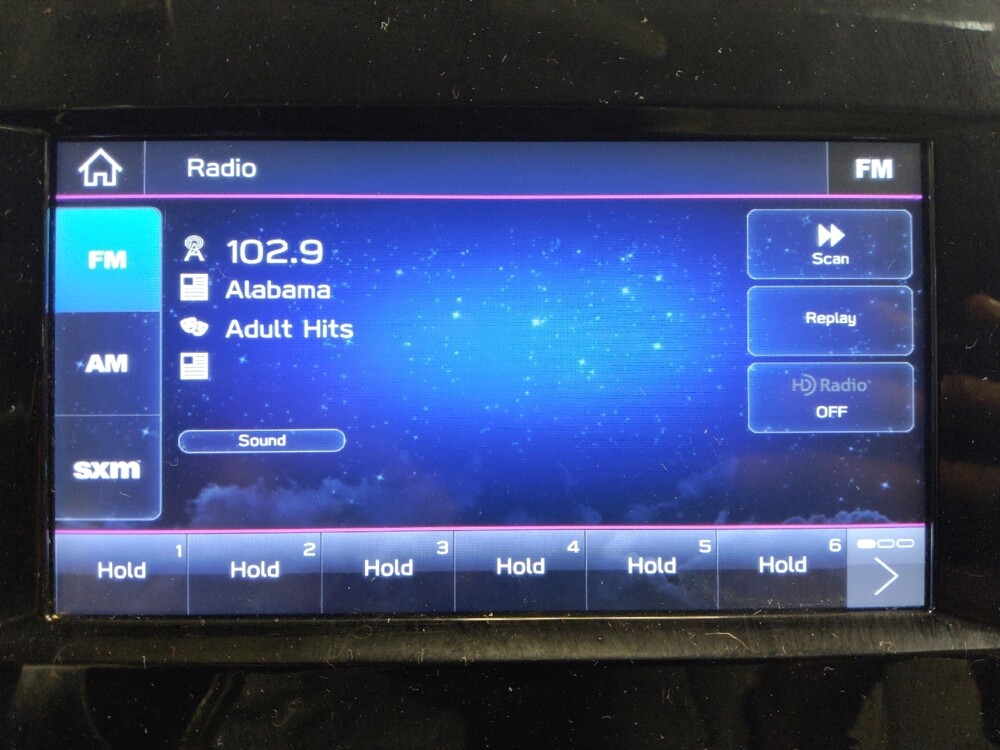 Radio
FM
FM
AM
sxm
102.9
Alabama
Adult Hits
Sound
Scan
Replay
HD Radio
OFF
1
Hold
2
Hold
3
Hold
4
Hold
5
Hold
6
Hold